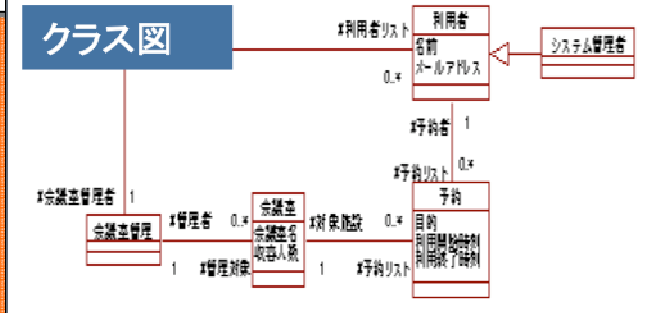 クラス図
利用者
#利用者リスト
名前
メールアドレス
システム管理者
0..*
#予約者 1
#予約リスト 0..*
予約
#会議室管理者 1
会議室
#管理者 0..*
#対象施設 0..*
目的
会議室管理
会議室名
利用開始時刻
収容人数
利用終了時刻
1 #管理対象
1 #予約リスト